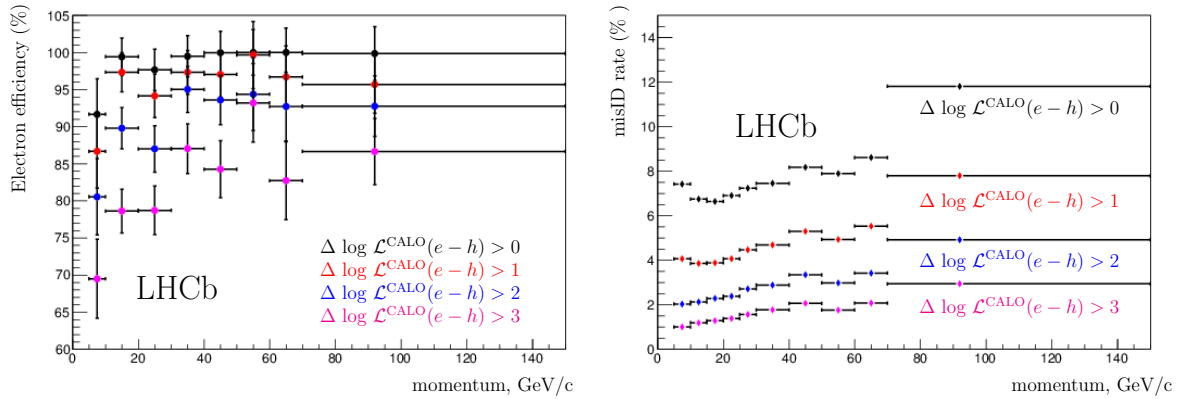 Electron efficiency (%)
105
100
95
90
85
80
75
70
65
60
LHCb
Δ log ℒ^CALO(e − h) > 0
Δ log ℒ^CALO(e − h) > 1
Δ log ℒ^CALO(e − h) > 2
Δ log ℒ^CALO(e − h) > 3
0 20 40 60 80 100 120 140
momentum, GeV/c
misID rate (% )
14
12
10
8
6
4
2
0
LHCb
Δ log ℒ^CALO(e − h) > 0
Δ log ℒ^CALO(e − h) > 1
Δ log ℒ^CALO(e − h) > 2
Δ log ℒ^CALO(e − h) > 3
0 20 40 60 80 100 120 140
momentum, GeV/c